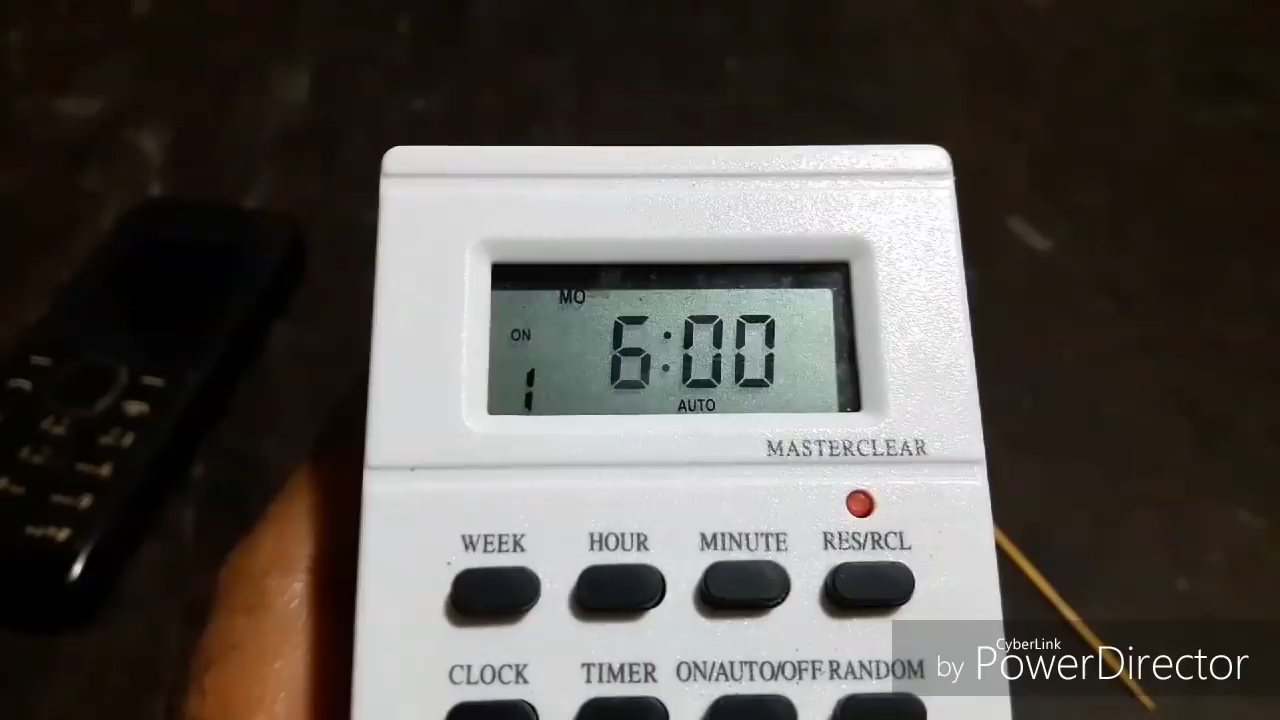 MO
ON
6:00
1
AUTO
MASTERCLEAR
WEEK HOUR MINUTE RES/RCL
CLOCK TIMER ON/AUTO/OFF RANDOM
CyberLink
by PowerDirector